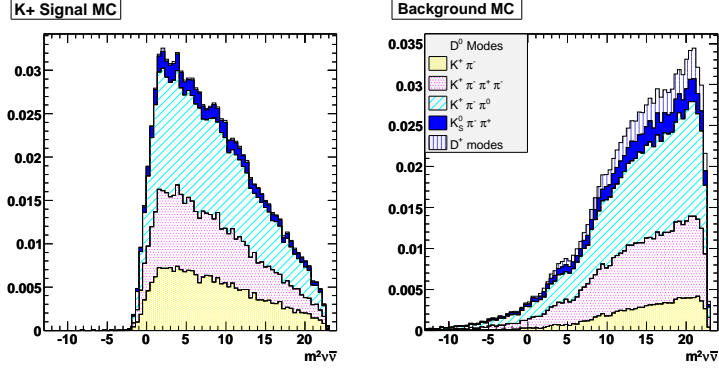 K+ Signal MC
0.03
0.025
0.02
0.015
0.01
0.005
0
-10 -5 0 5 10 15 20
m²νν̅
Background MC
0.035
0.03
0.025
0.02
0.015
0.01
0.005
0
D⁰ Modes
K⁺ π⁻
K⁺ π⁻ π⁺ π⁻
K⁺ π⁻ π⁰
K⁰S π⁻ π⁺
D⁺ modes
-10 -5 0 5 10 15 20
m²νν̅